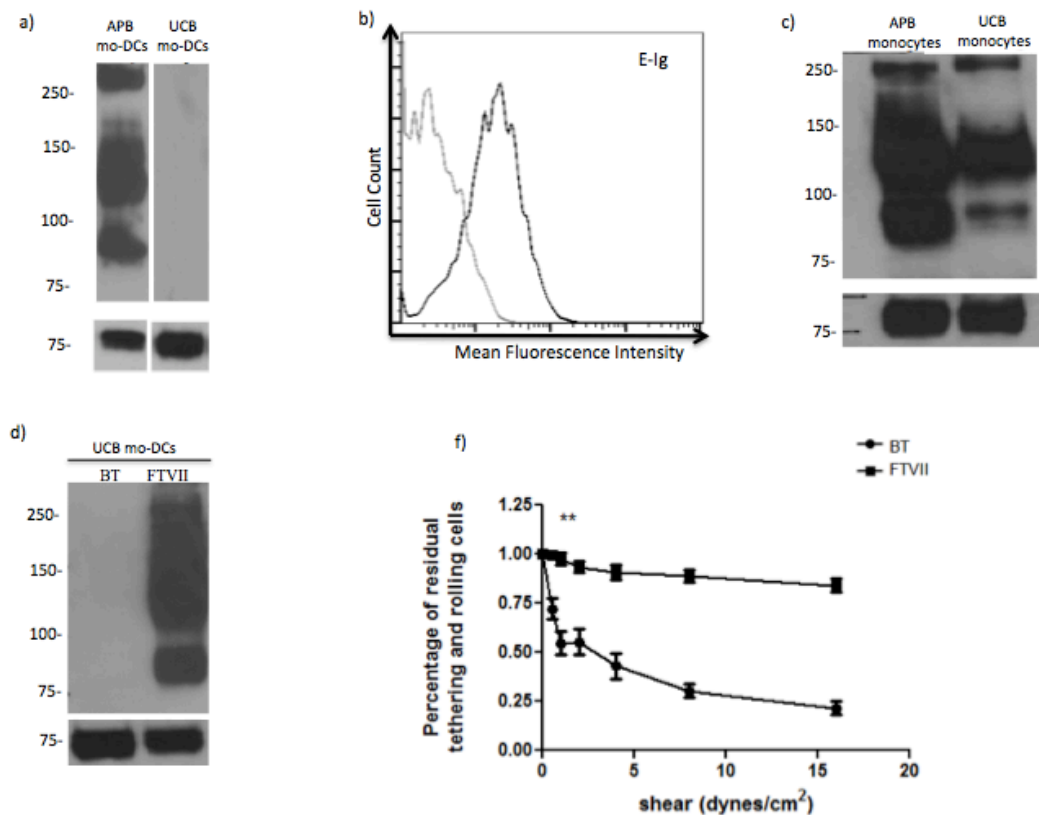 a)
APB UCB
mo-DCs mo-DCs
250-
150-
100-
75-
75-
b)
E-Ig
Cell Count
Mean Fluorescence Intensity
c)
APB UCB
monocytes monocytes
250-
150-
100-
75-
75-
d)
UCB mo-DCs
BT FTVII
250-
150-
100-
75-
75-
f)
BT
FTVII
**
Percentage of residual
tethering and rolling cells
1.25
1.00
0.75
0.50
0.25
0.00
0 5 10 15 20
shear (dynes/cm²)